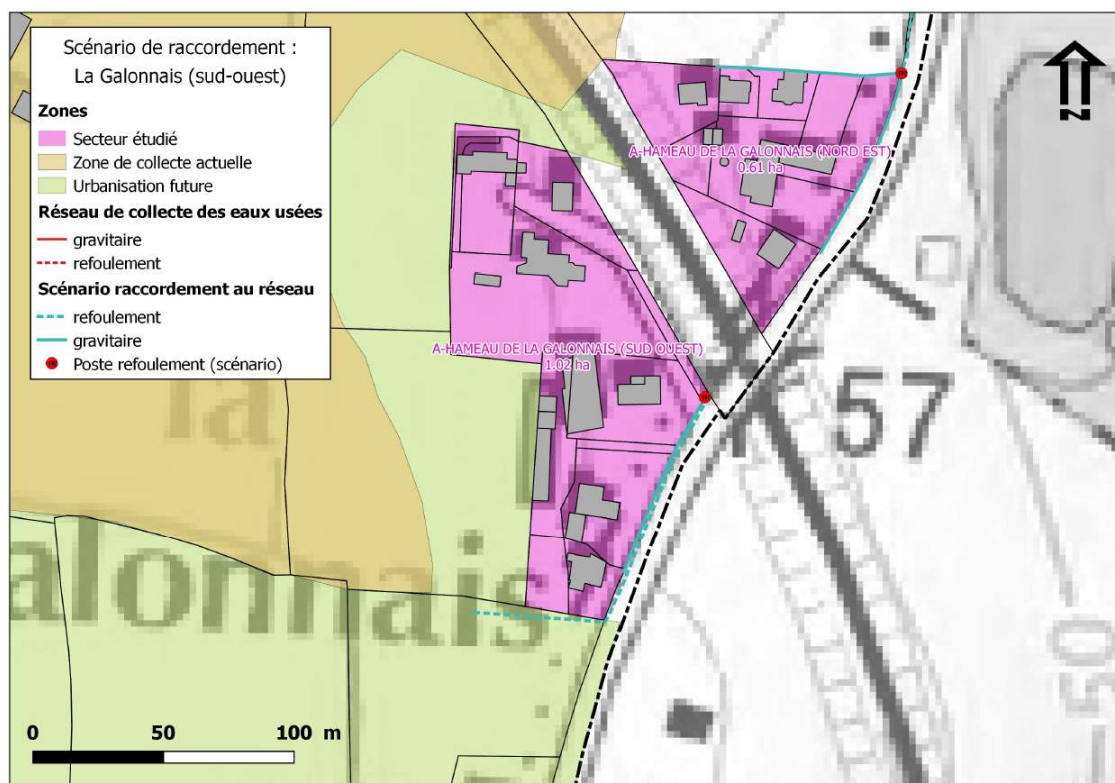 Scénario de raccordement :
La Galonnais (sud-ouest)
Zones
Secteur étudié
Zone de collecte actuelle
Urbanisation future
Réseau de collecte des eaux usées
gravitaire
refoulement
Scénario raccordement au réseau
refoulement
gravitaire
Poste refoulement (scénario)
N
A-HAMEAU DE LA GALONNAIS (NORD EST)
0.61 ha
A-HAMEAU DE LA GALONNAIS (SUD OUEST)
1.02 ha
57
la
alonnais
50
0 50 100 m